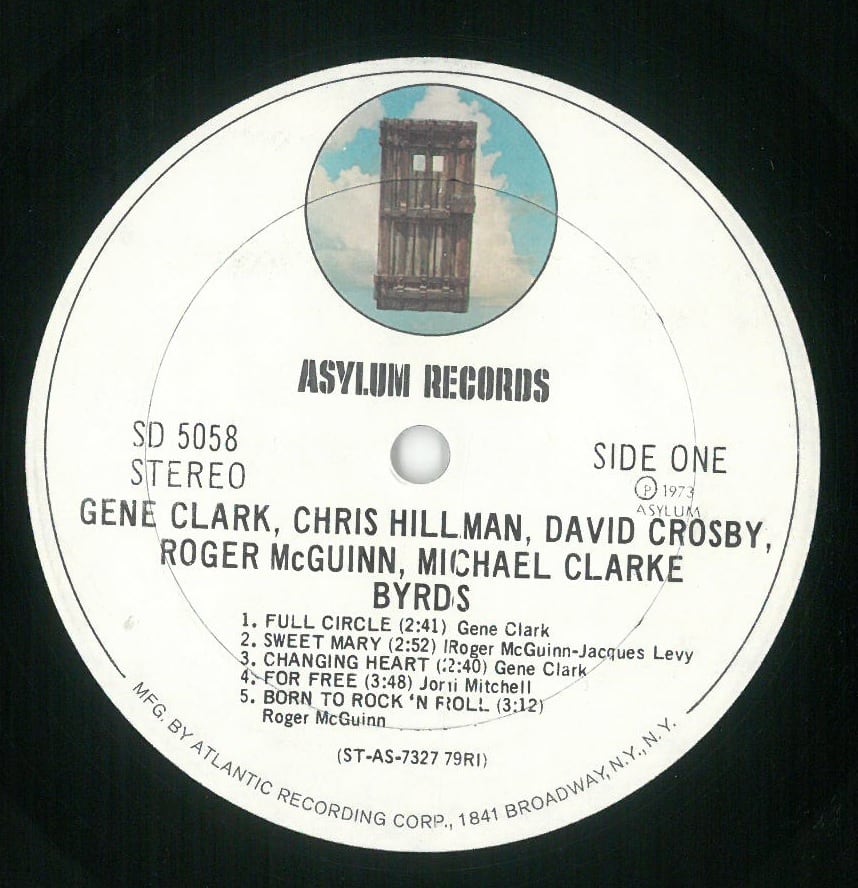 ASYLUM RECORDS
SD 5058
STEREO
SIDE ONE
Ⓟ 1973
ASYLUM
GENE CLARK, CHRIS HILLMAN, DAVID CROSBY,
ROGER McGUINN, MICHAEL CLARKE
BYRDS
1. FULL CIRCLE (2:41) Gene Clark
2. SWEET MARY (2:52) Roger McGuinn-Jacques Levy
3. CHANGING HEART (2:40) Gene Clark
4. FOR FREE (3:48) Joni Mitchell
5. BORN TO ROCK 'N ROLL (3:12)
Roger McGuinn
(ST-AS-7327 79RI)
MFG. BY ATLANTIC RECORDING CORP., 1841 BROADWAY, N.Y., N.Y.